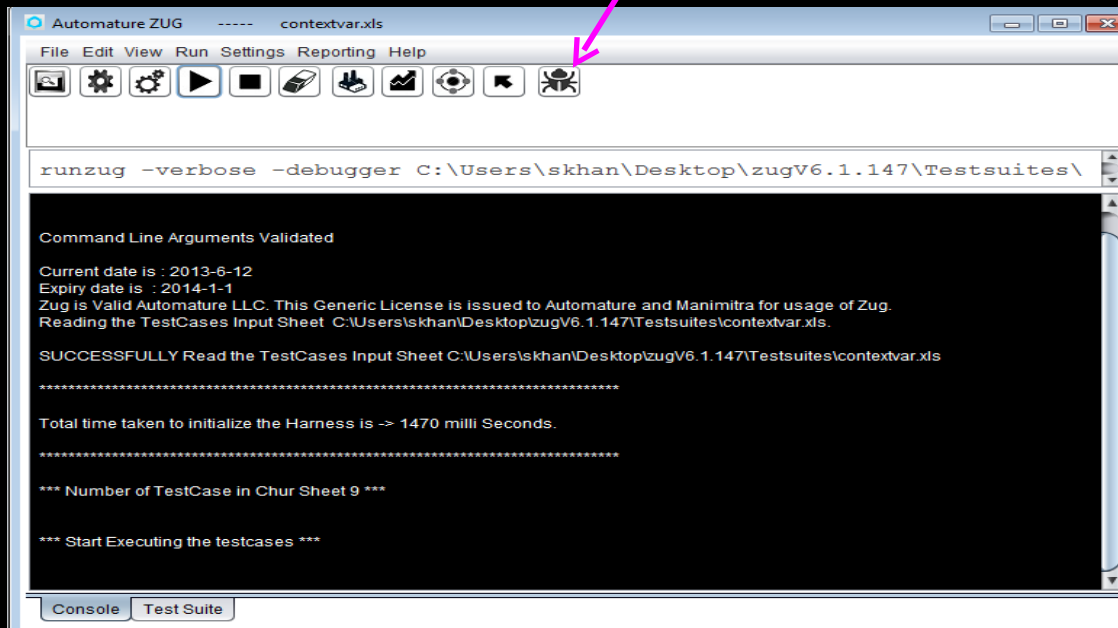 Automature ZUG ----- contextvar.xls
File Edit View Run Settings Reporting Help
runzug -verbose -debugger C:\Users\skhan\Desktop\zugV6.1.147\Testsuites\
Command Line Arguments Validated
Current date is : 2013-6-12
Expiry date is : 2014-1-1
Zug is Valid Automature LLC. This Generic License is issued to Automature and Manimitra for usage of Zug.
Reading the TestCases Input Sheet C:\Users\skhan\Desktop\zugV6.1.147\Testsuites\contextvar.xls.
SUCCESSFULLY Read the TestCases Input Sheet C:\Users\skhan\Desktop\zugV6.1.147\Testsuites\contextvar.xls
********************************************************************************
Total time taken to initialize the Harness is -> 1470 milli Seconds.
********************************************************************************
*** Number of TestCase in Chur Sheet 9 ***
*** Start Executing the testcases ***
Console Test Suite